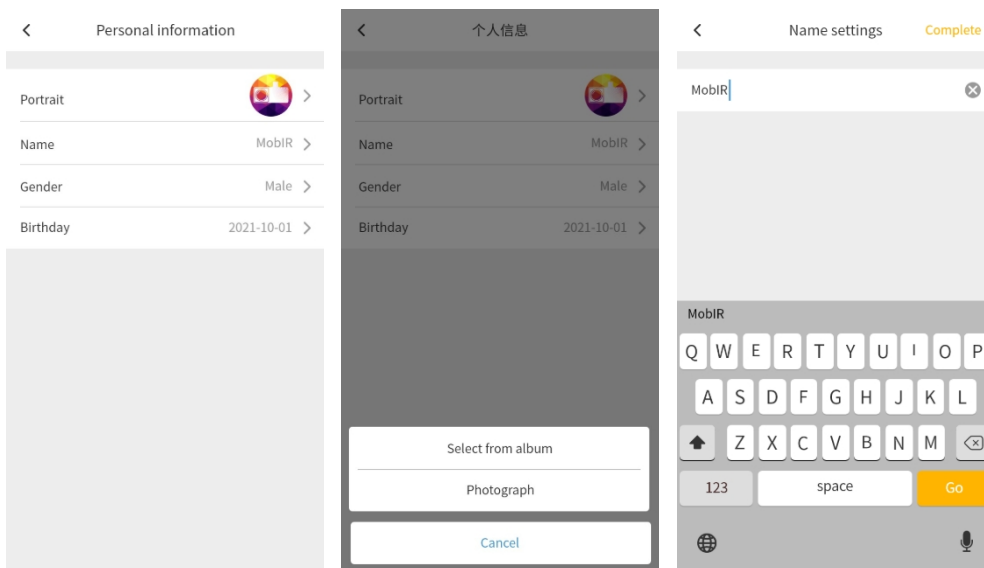 Personal information
Portrait
Name MobIR
Gender Male
Birthday 2021-10-01
个人信息
Portrait
Name MobIR
Gender Male
Birthday 2021-10-01
Select from album
Photograph
Cancel
Name settings Complete
MobIR
MobIR
Q W E R T Y U I O P
A S D F G H J K L
Z X C V B N M
123 space Go